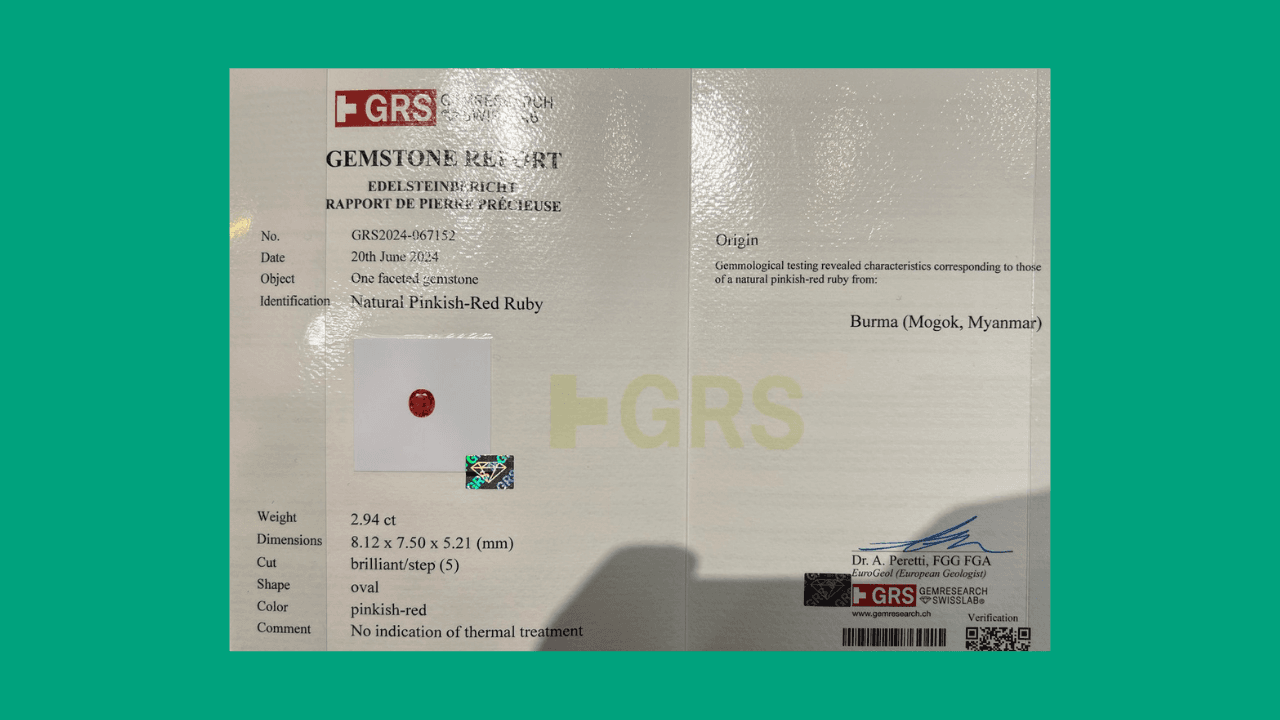 GRS GEMRESEARCH
SWISSLAB
GEMSTONE REPORT
EDELSTEINBERICHT
RAPPORT DE PIERRE PRÉCIEUSE
No. GRS2024-067152
Date 20th June 2024
Object One faceted gemstone
Identification Natural Pinkish-Red Ruby
GRS
GRS
Weight 2.94 ct
Dimensions 8.12 x 7.50 x 5.21 (mm)
Cut brilliant/step (5)
Shape oval
Color pinkish-red
Comment No indication of thermal treatment
GRS
Origin
Gemmological testing revealed characteristics corresponding to those
of a natural pinkish-red ruby from:
Burma (Mogok, Myanmar)
Dr. A. Peretti, FGG FGA
EuroGeol (European Geologist)
GRS GEMRESEARCH
SWISSLAB®
www.gemresearch.ch
Verification